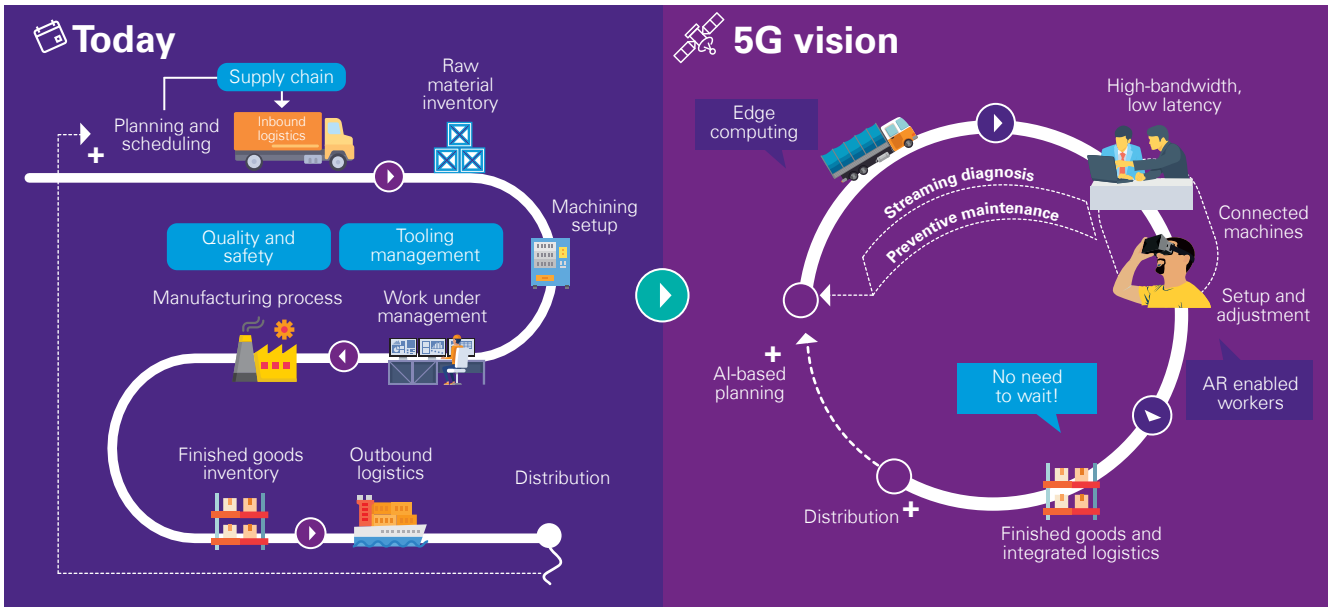 Today
Supply chain
Planning and
scheduling
Inbound
logistics
Raw
material
inventory
Machining
setup
Quality and
safety
Tooling
management
Manufacturing process
Work under
management
Finished goods
inventory
Outbound
logistics
Distribution
5G vision
Edge
computing
High-bandwidth,
low latency
Streaming diagnosis
Preventive maintenance
Connected
machines
Setup and
adjustment
AI-based
planning
No need
to wait!
AR enabled
workers
Distribution
Finished goods and
integrated logistics